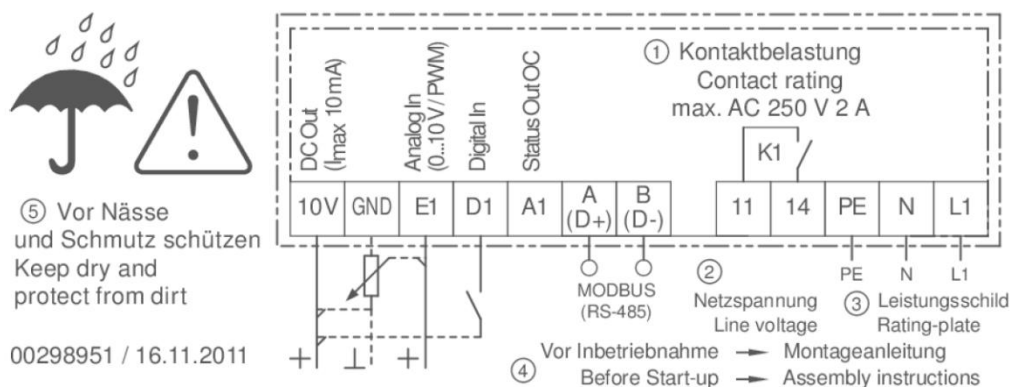 ⑤ Vor Nässe
und Schmutz schützen
Keep dry and
protect from dirt
00298951 / 16.11.2011
DC Out
(Imax 10mA)
Analog In
(0...10 V / PWM)
Digital In
Status Out OC
① Kontaktbelastung
Contact rating
max. AC 250 V 2 A
K1
10V GND E1 D1 A1 A (D+) B (D-) 11 14 PE N L1
MODBUS
(RS-485)
PE N L1
② Netzspannung
Line voltage
③ Leistungsschild
Rating-plate
④ Vor Inbetriebnahme → Montageanleitung
Before Start-up → Assembly instructions
+ ⊥ +